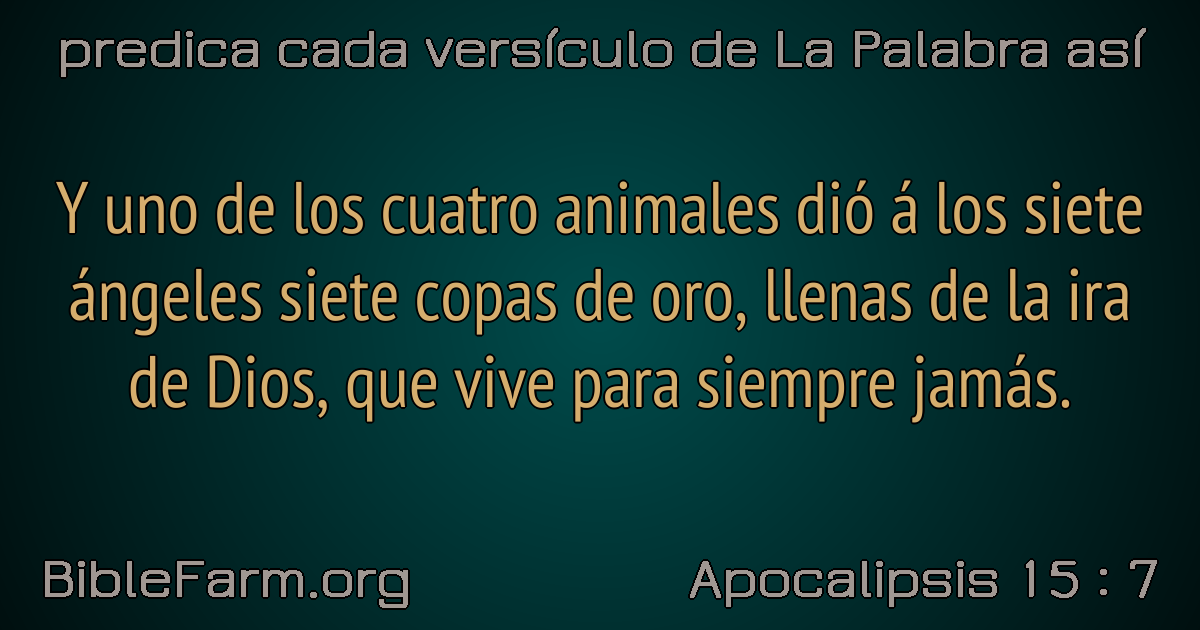 predica cada versículo de La Palabra así
Y uno de los cuatro animales dió á los siete
ángeles siete copas de oro, llenas de la ira
de Dios, que vive para siempre jamás.
BibleFarm.org
Apocalipsis 15 : 7